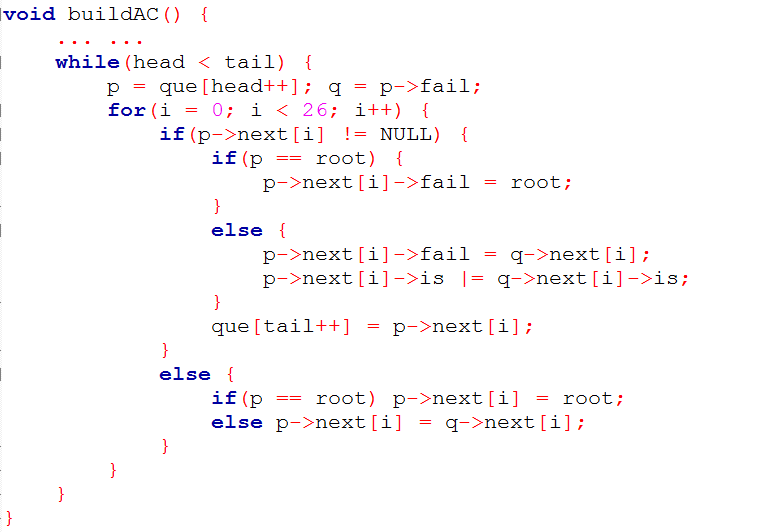 void buildAC() {
    ... ...
    while(head < tail) {
        p = que[head++]; q = p->fail;
        for(i = 0; i < 26; i++) {
            if(p->next[i] != NULL) {
                if(p == root) {
                    p->next[i]->fail = root;
                }
                else {
                    p->next[i]->fail = q->next[i];
                    p->next[i]->is |= q->next[i]->is;
                }
                que[tail++] = p->next[i];
            }
            else {
                if(p == root) p->next[i] = root;
                else p->next[i] = q->next[i];
            }
        }
    }
}